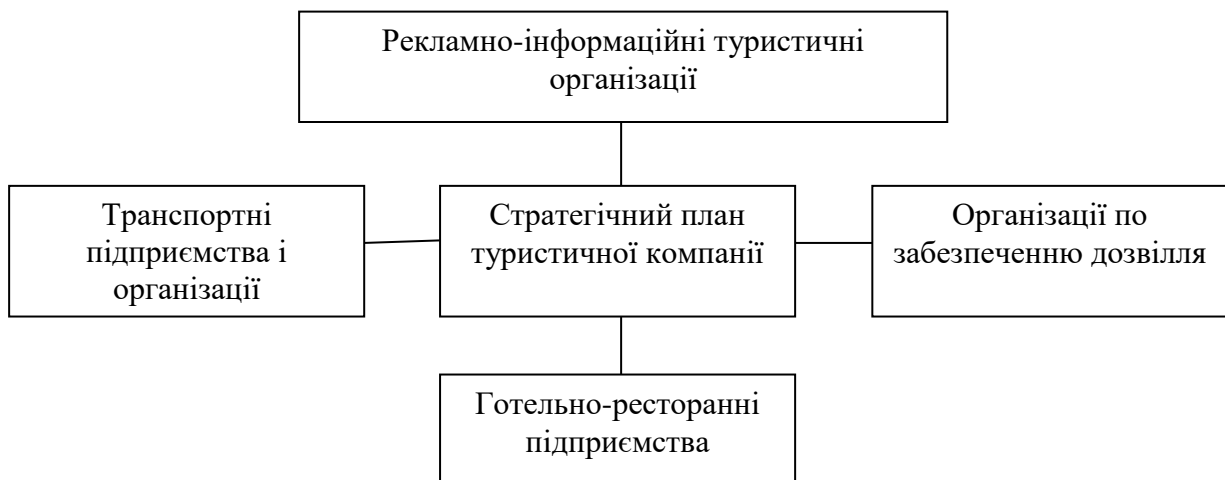 Рекламно-інформаційні туристичні
організації
Транспортні
підприємства і
організації
Стратегічний план
туристичної компанії
Організації по
забезпеченню дозвілля
Готельно-ресторанні
підприємства